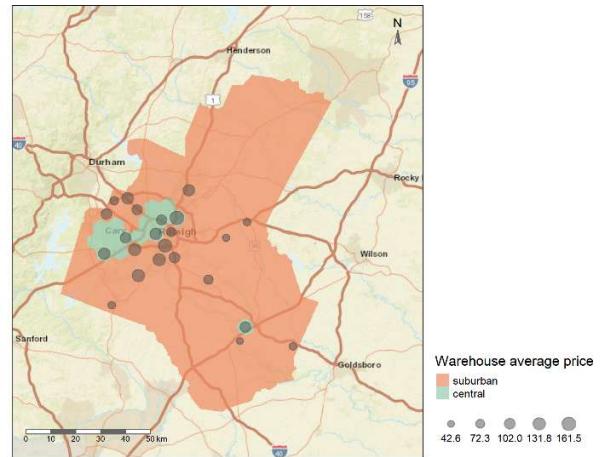 158
N
Henderson
95
1
40
Durham
Rocky
Cary
Raleigh
Wilson
Sanford
Goldsboro
0 10 20 30 40 50 km
40
Warehouse average price
suburban
central
42.6 72.3 102.0 131.8 161.5